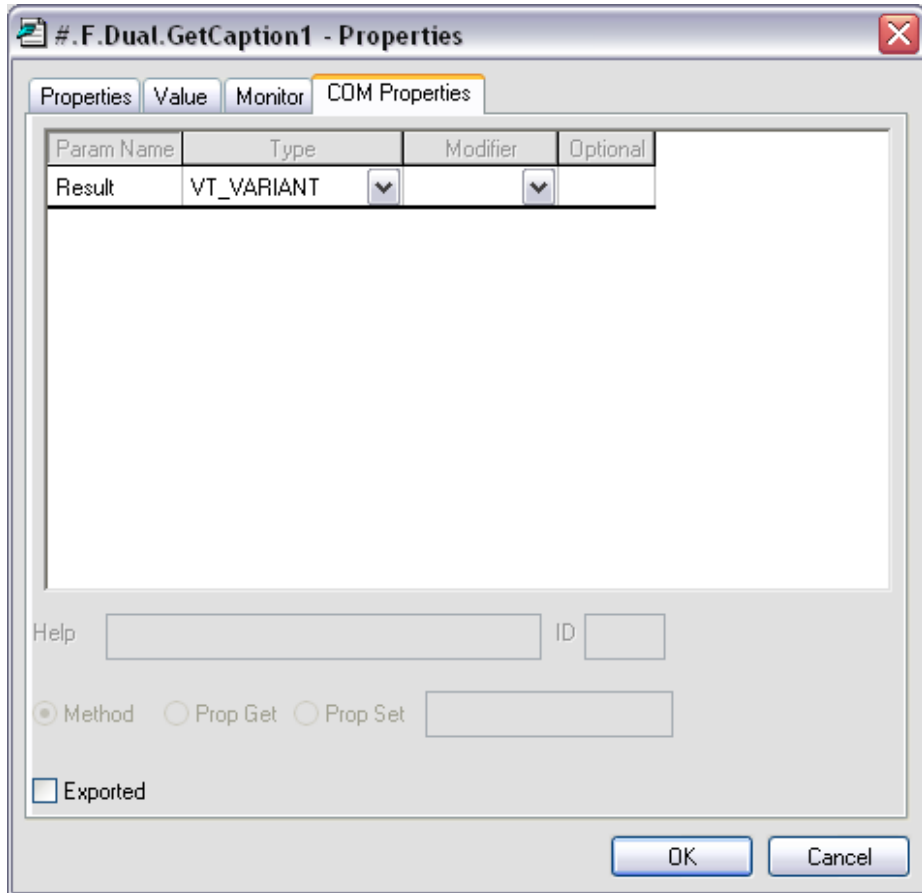 #.F.Dual.GetCaption1 - Properties
Properties Value Monitor COM Properties
Param Name Type Modifier Optional
Result VT_VARIANT
Help ID
Method Prop Get Prop Set
Exported
OK Cancel